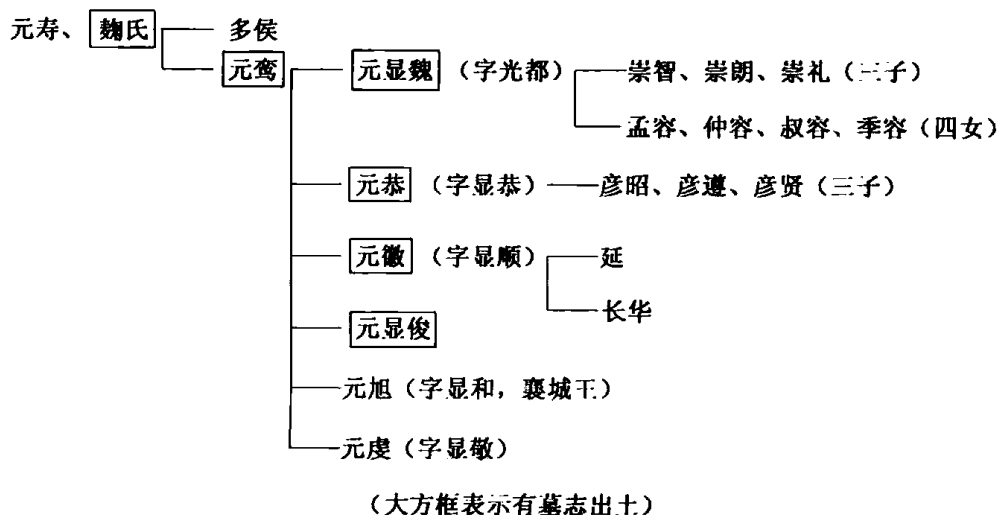 元寿、麹氏 多侯
元鸾 元显魏（字光都） 崇智、崇朗、崇礼（三子）
孟容、仲容、叔容、季容（四女）
元恭（字显恭） 彦昭、彦遵、彦贤（三子）
元徽（字显顺） 延
长华
元显俊
元旭（字显和，襄城王）
元虔（字显敬）
（大方框表示有墓志出土）